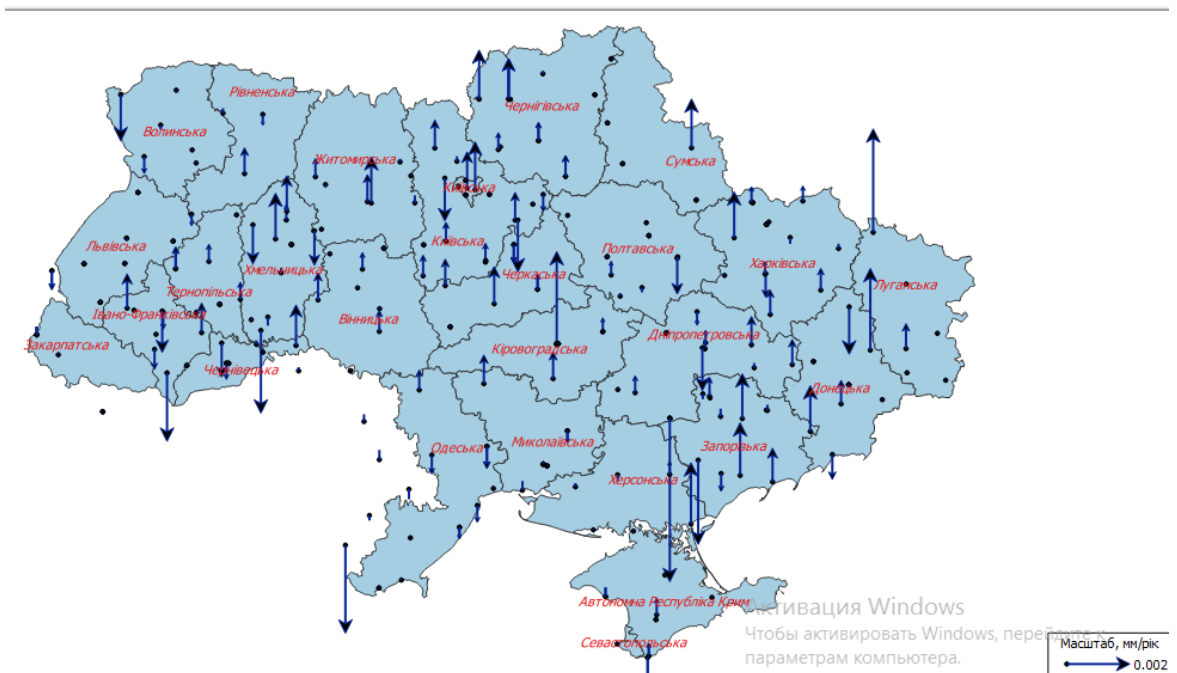 Рівненська
Чернігівська
Волинська
Житомирська
Сумська
Київська
Львівська
Київська
Полтавська
Хмельницька
Черкаська
Харківська
Тернопільська
Луганська
Івано-Франківська
Вінницька
Дніпропетровська
Закарпатська
Кіровоградська
Чернівецька
Донецька
Одеська
Миколаївська
Запорізька
Херсонська
Автономна Республіка Крим
Активация Windows
Чтобы активировать Windows, перейдите к
параметрам компьютера.
Севастопольська
Масштаб, мм/рік
0.002